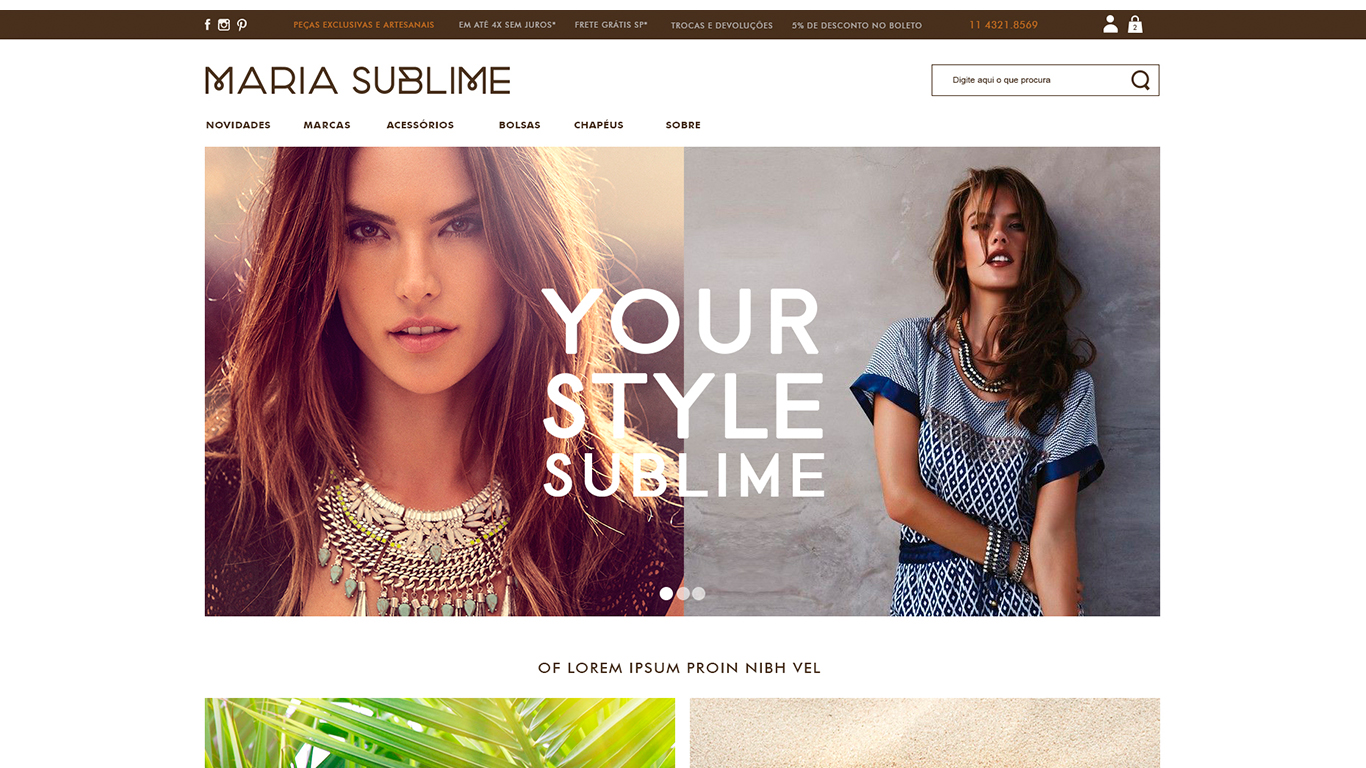 PEÇAS EXCLUSIVAS E ARTESANAIS EM ATÉ 4X SEM JUROS* FRETE GRÁTIS SP* TROCAS E DEVOLUÇÕES 5% DE DESCONTO NO BOLETO 11 4321.8569 2
MARIA SUBLIME
Digite aqui o que procura
NOVIDADES MARCAS ACESSÓRIOS BOLSAS CHAPÉUS SOBRE
YOUR
STYLE
SUBLIME
OF LOREM IPSUM PROIN NIBH VEL